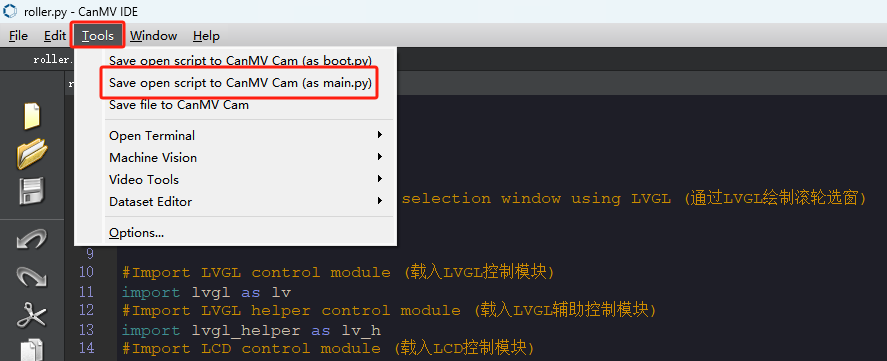 roller.py - CanMV IDE
File Edit Tools Window Help
roller.
Save open script to CanMV Cam (as boot.py)
Save open script to CanMV Cam (as main.py)
Save file to CanMV Cam
Open Terminal
Machine Vision
Video Tools
Dataset Editor
Options...
selection window using LVGL (通过LVGL绘制滚轮选窗)
9
10 #Import LVGL control module (载入LVGL控制模块)
11 import lvgl as lv
12 #Import LVGL helper control module (载入LVGL辅助控制模块)
13 import lvgl_helper as lv_h
14 #Import LCD control module (载入LCD控制模块)